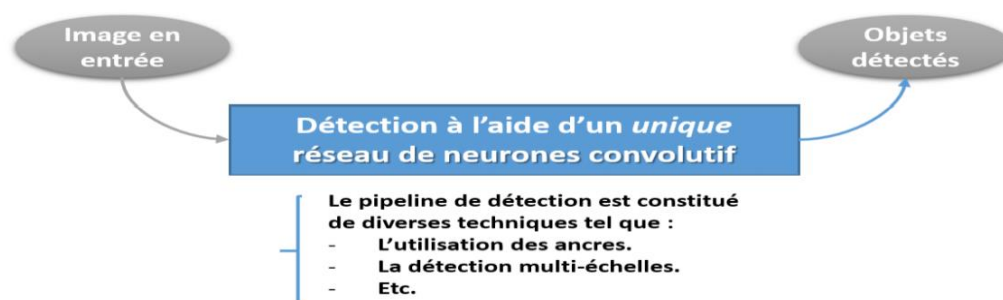 Image en
entrée
Objets
détectés
Détection à l'aide d'un unique
réseau de neurones convolutif
Le pipeline de détection est constitué
de diverses techniques tel que :
- L'utilisation des ancres.
- La détection multi-échelles.
- Etc.